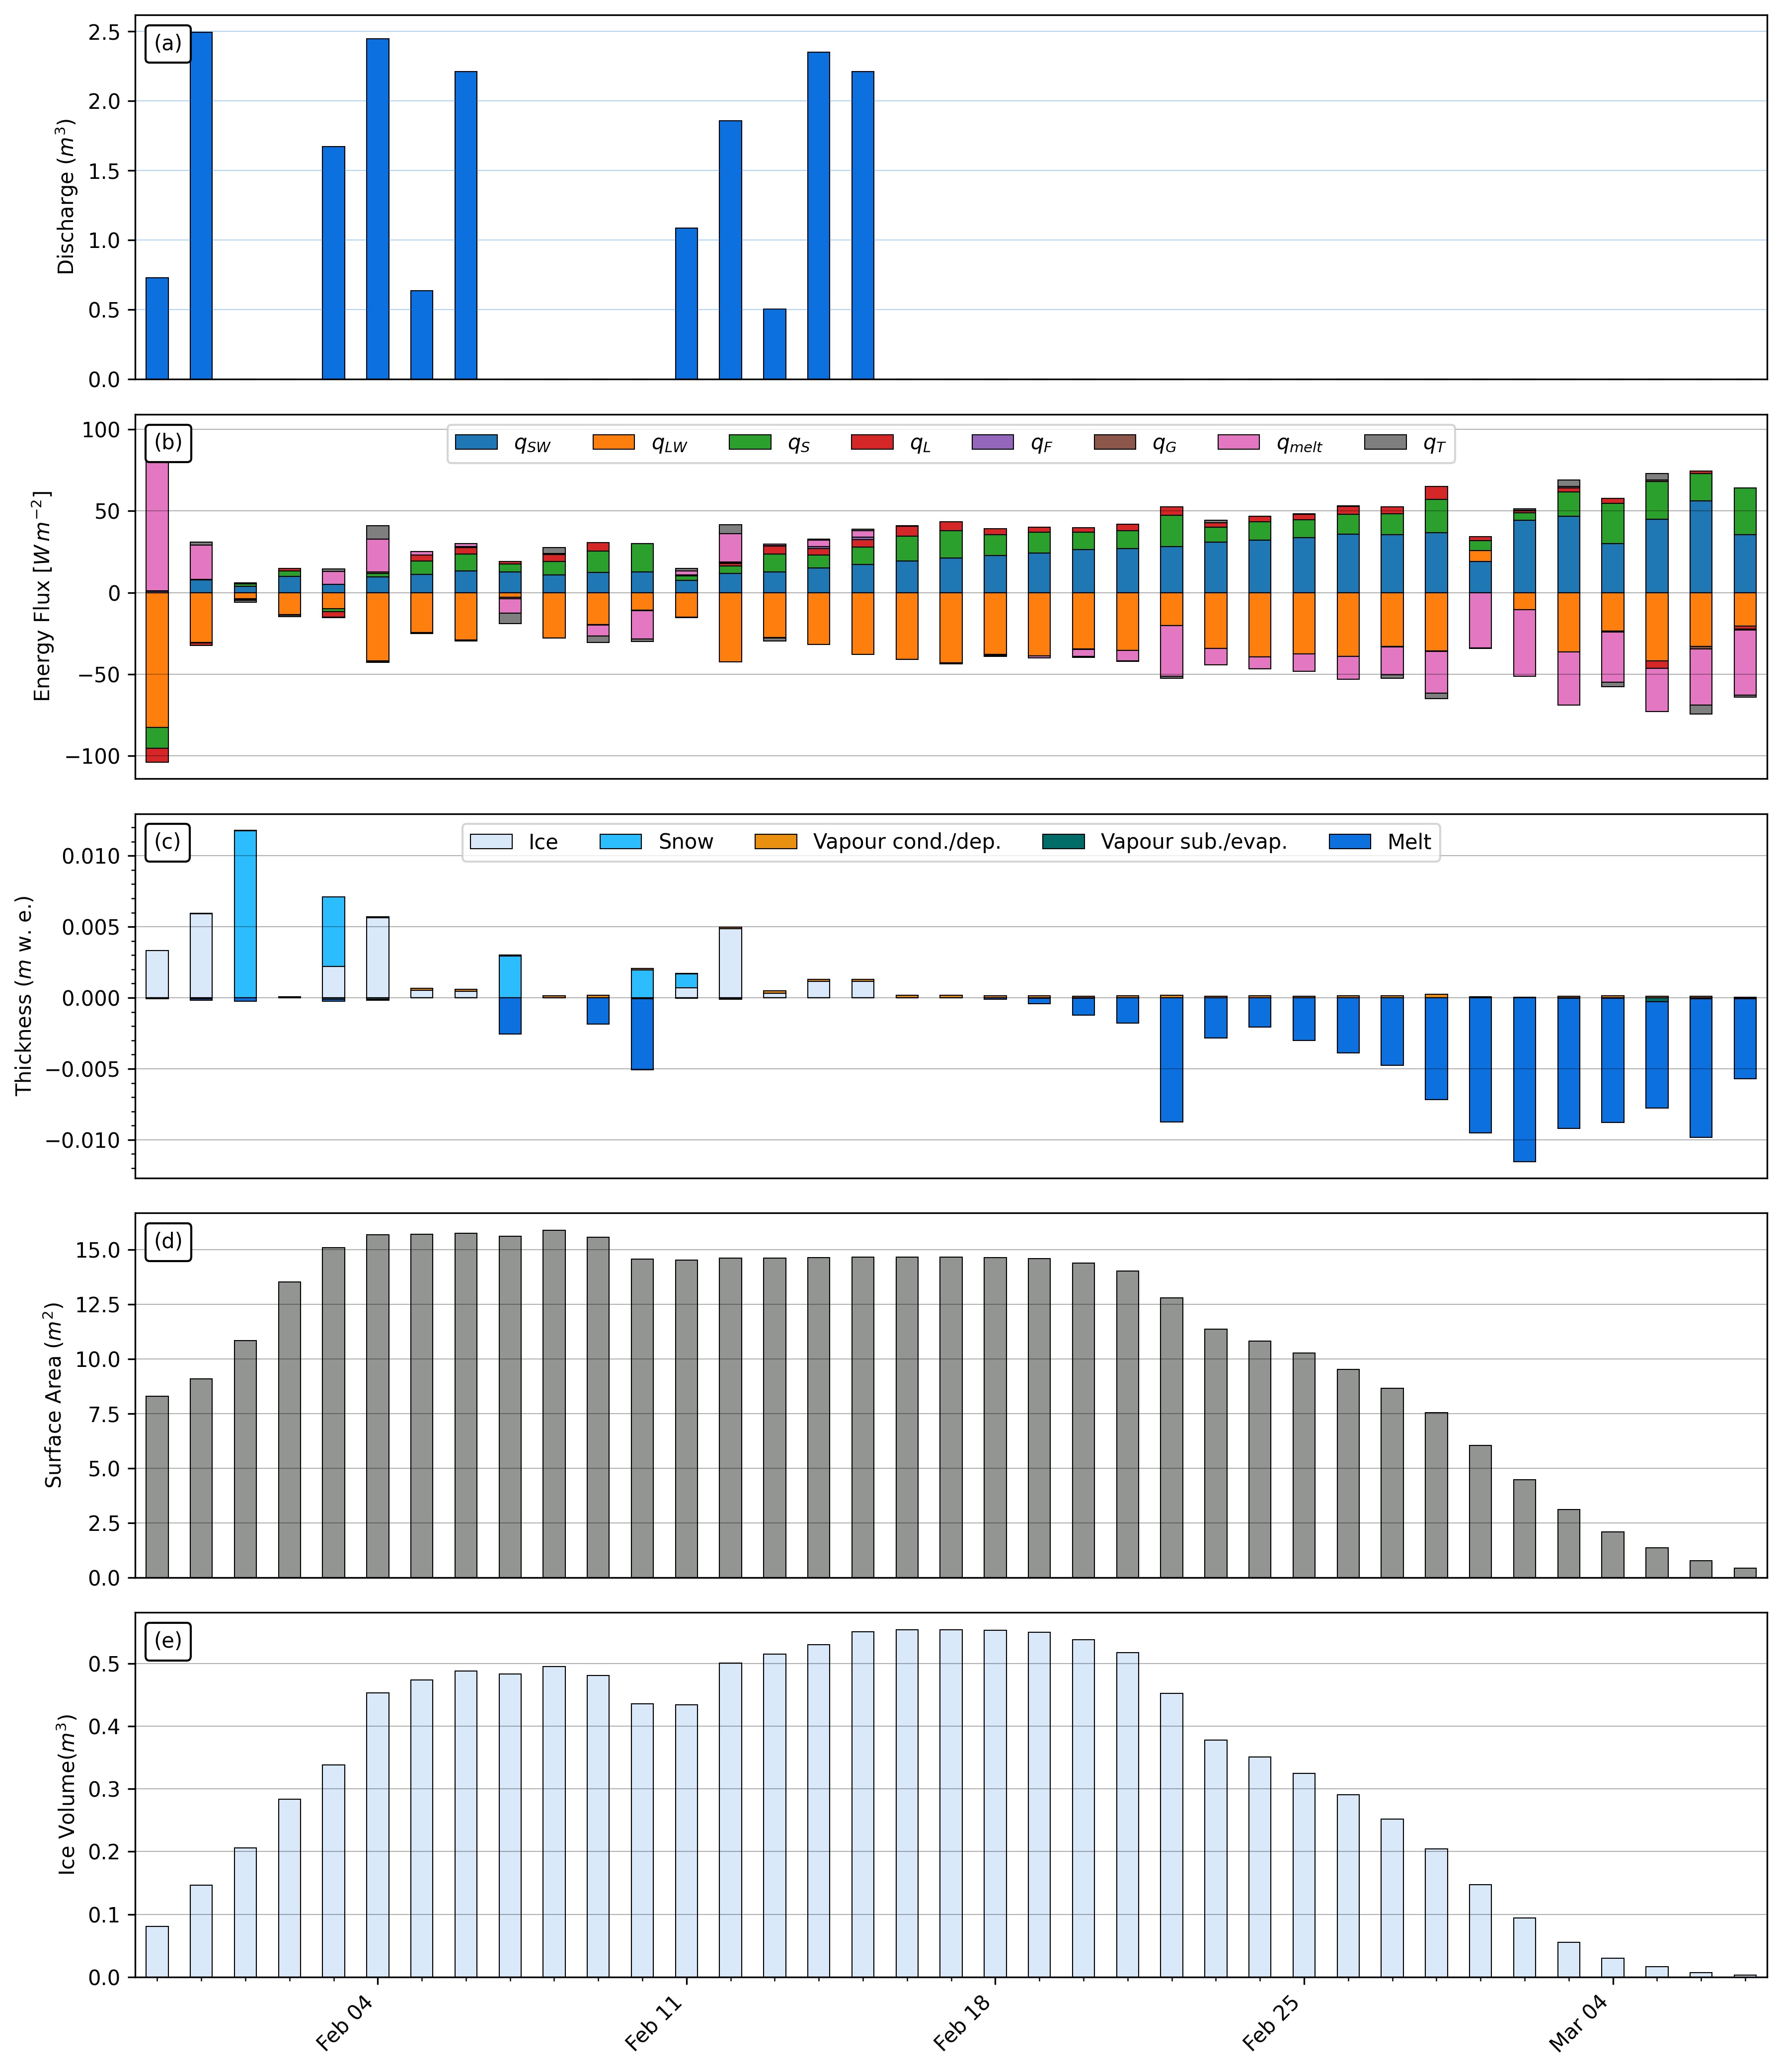 (a)
2.5
2.0
1.5
1.0
0.5
0.0
Discharge (m³)
(b)
q_SW q_LW q_S q_L q_F q_G q_melt q_T
100
50
0
−50
−100
Energy Flux [W m⁻²]
(c)
Ice Snow Vapour cond./dep. Vapour sub./evap. Melt
0.010
0.005
0.000
−0.005
−0.010
Thickness (m w. e.)
(d)
15.0
12.5
10.0
7.5
5.0
2.5
0.0
Surface Area (m²)
(e)
0.5
0.4
0.3
0.2
0.1
0.0
Ice Volume(m³)
Feb 04 Feb 11 Feb 18 Feb 25 Mar 04